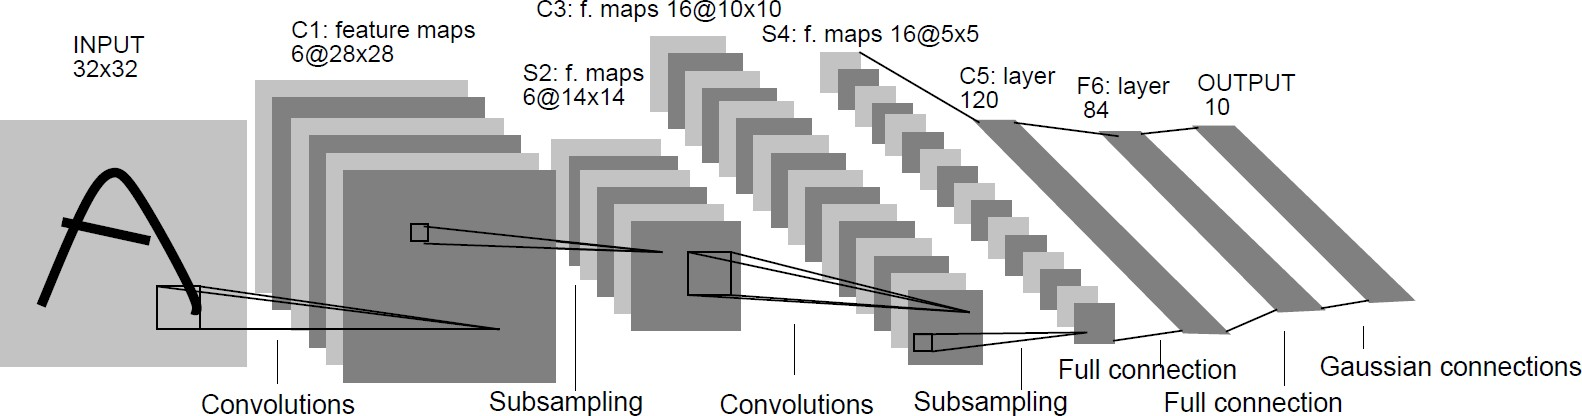 INPUT
32x32
C1: feature maps
6@28x28
S2: f. maps
6@14x14
C3: f. maps 16@10x10
S4: f. maps 16@5x5
C5: layer
120
F6: layer
84
OUTPUT
10
Convolutions
Subsampling
Convolutions
Subsampling
Full connection
Full connection
Gaussian connections
A